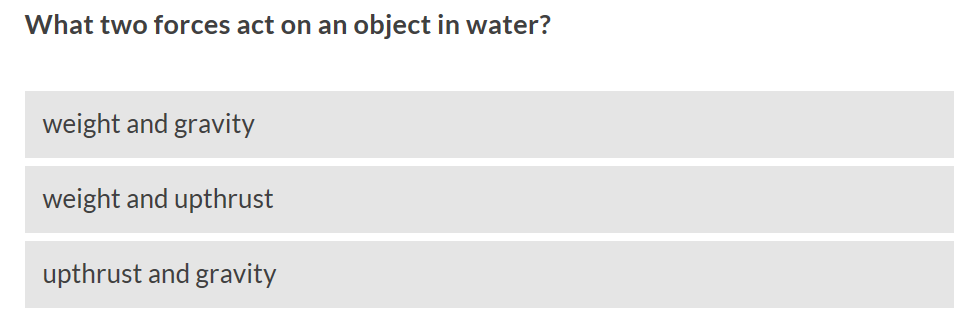 What two forces act on an object in water?
weight and gravity
weight and upthrust
upthrust and gravity